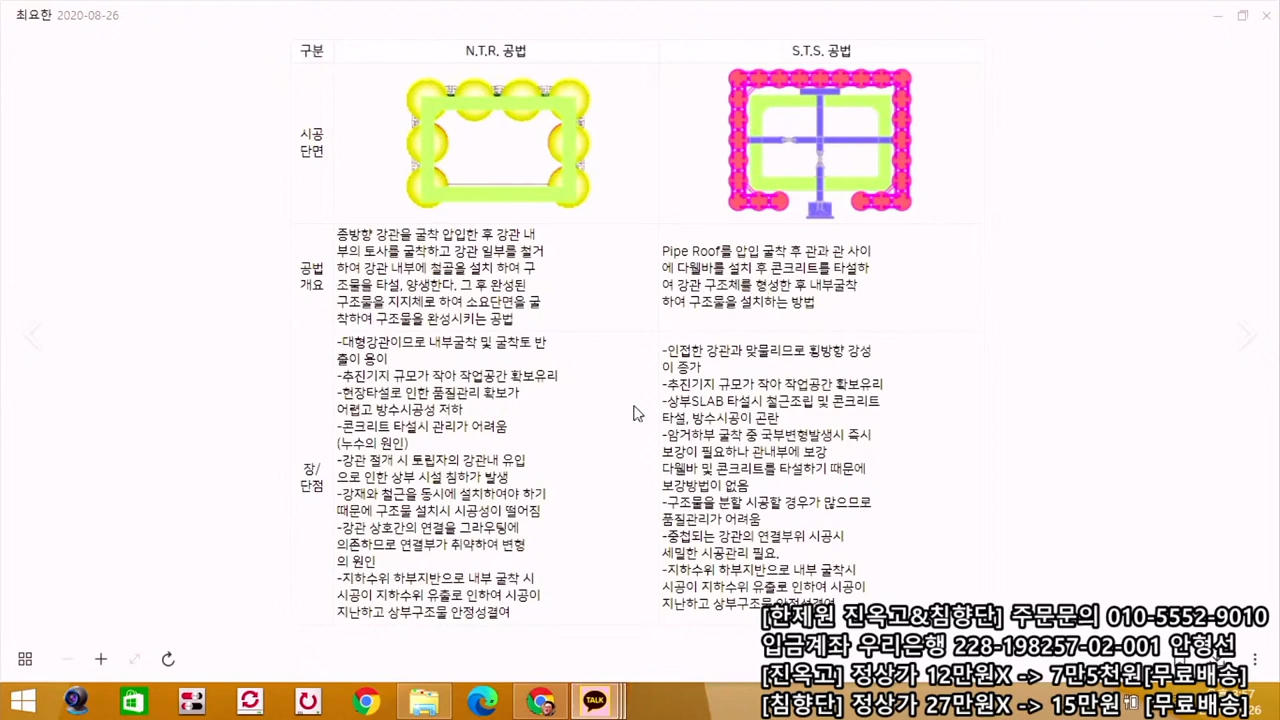 최요한 2020-08-26
구분
N.T.R. 공법
S.T.S. 공법
시공
단면
공법
개요
종방향 강관을 굴착 압입한 후 강관 내
부의 토사를 굴착하고 강관 일부를 철거
하여 강관 내부에 철골을 설치 하여 구
조물을 타설, 양생한다. 그 후 완성된
구조물을 지지체로 하여 소요단면을 굴
착하여 구조물을 완성시키는 공법
Pipe Roof를 압입 굴착 후 관과 관 사이
에 다웰바를 설치 후 콘크리트를 타설하
여 강관 구조체를 형성한 후 내부굴착
하여 구조물을 설치하는 방법
장/
단점
-대형강관이므로 내부굴착 및 굴착토 반
출이 용이
-추진기지 규모가 작아 작업공간 확보유리
-현장타설로 인한 품질관리 확보가
어렵고 방수시공성 저하
-콘크리트 타설시 관리가 어려움
(누수의 원인)
-강관 절개 시 토립자의 강관내 유입
으로 인한 상부 시설 침하가 발생
-강재와 철근을 동시에 설치하여야 하기
때문에 구조물 설치시 시공성이 떨어짐
-강관 상호간의 연결을 그라우팅에
의존하므로 연결부가 취약하여 변형
의 원인
-지하수위 하부지반으로 내부 굴착 시
시공이 지하수위 유출로 인하여 시공이
지난하고 상부구조물 안정성결여
-인접한 강관과 맞물리므로 횡방향 강성
이 증가
-추진기지 규모가 작아 작업공간 확보유리
-상부SLAB 타설시 철근조립 및 콘크리트
타설, 방수시공이 곤란
-암거하부 굴착 중 국부변형발생시 즉시
보강이 필요하나 관내부에 보강
다웰바 및 콘크리트를 타설하기 때문에
보강방법이 없음
-구조물을 분할 시공할 경우가 많으므로
품질관리가 어려움
-중첩되는 강관의 연결부위 시공시
세밀한 시공관리 필요.
-지하수위 하부지반으로 내부 굴착시
시공이 지하수위 유출로 인하여 시공이
지난하고 상부구조물 안정성결여
[한제원 진옥고&침향단] 주문문의 010-5552-9010
입금계좌 우리은행 228-198257-02-001 안형선
[진옥고] 정상가 12만원X -> 7만5천원[무료배송]
[침향단] 정상가 27만원X -> 15만원 [무료배송]
TALK